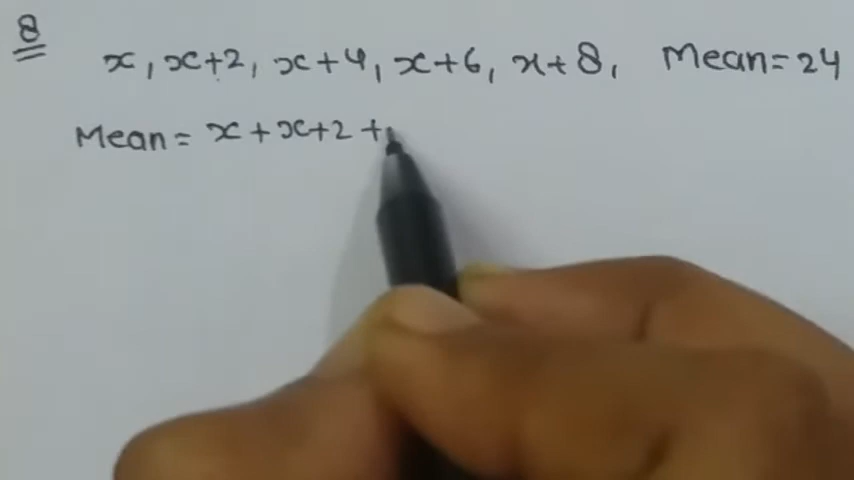 8
x, x+2, x+4, x+6, x+8, Mean=24
Mean = x + x+2 +